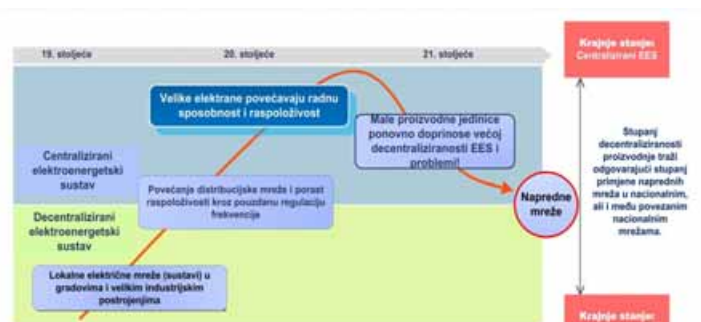 19. stoljeće
20. stoljeće
21. stoljeće
Krajnje stanje:
Centralizirani EES
Velike elektrane povećavaju radnu
sposobnost i raspoloživost
Male proizvodne jedinice
ponovno doprinose većoj
decentraliziranosti EES i
problemi!
Centralizirani
elektroenergetski
sustav
Povećanje distribucijske mreže i porast
raspoloživosti kroz pouzdanu regulaciju
frekvencije
Napredne
mreže
Stupanj
decentraliziranosti
proizvodnje traži
odgovarajući stupanj
primjene naprednih
mreža u nacionalnim,
ali i među povezanim
nacionalnim
mrežama.
Decentralizirani
elektroenergetski
sustav
Lokalne električne mreže (sustavi) u
gradovima i velikim industrijskim
postrojenjima
Krajnje stanje: